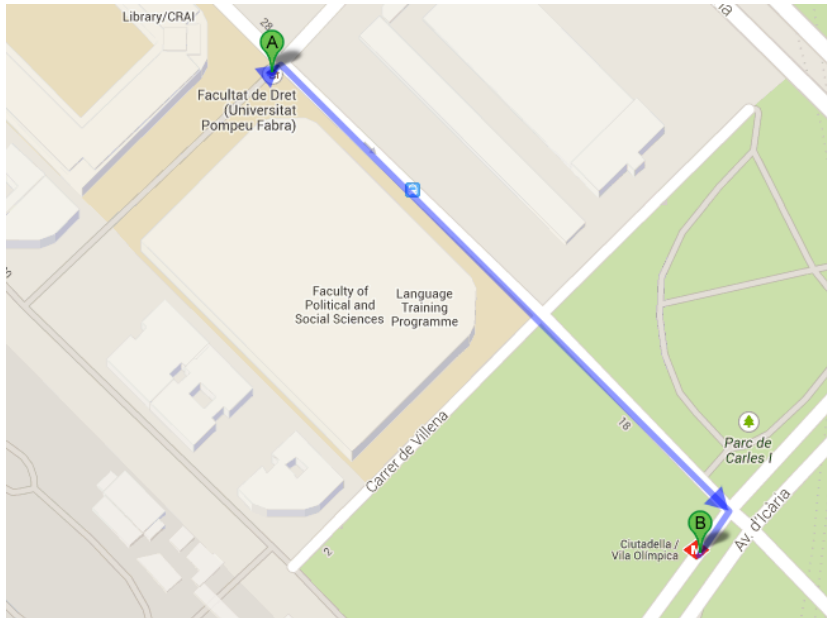 Library/CRAI
28
A
Facultat de Dret
(Universitat
Pompeu Fabra)
Faculty of
Political and
Social Sciences
Language
Training
Programme
Carrer de Villena
18
Parc de
Carles I
2
B
Ciutadella /
Vila Olímpica
M
Av. d'Icària